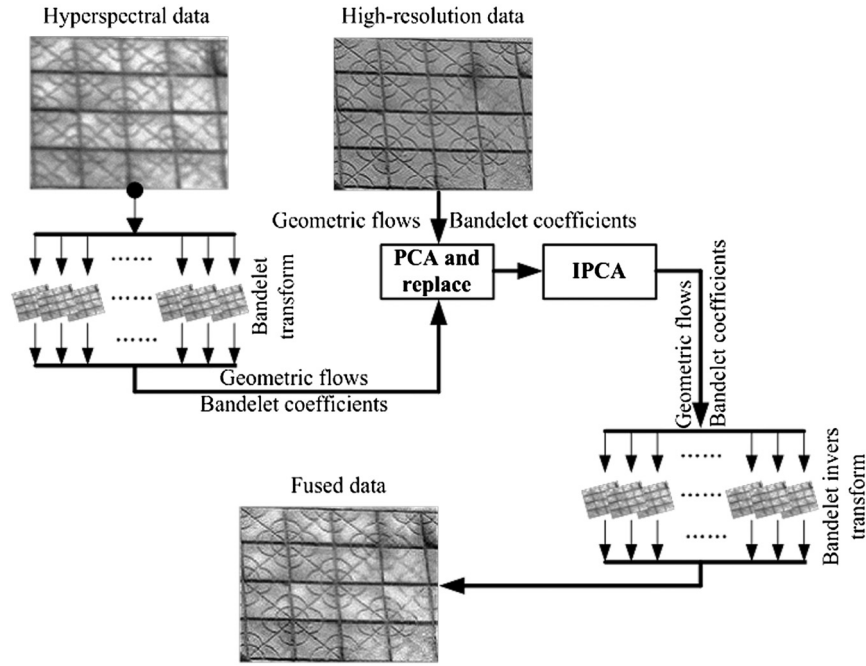 Hyperspectral data
High-resolution data
Geometric flows
Bandelet coefficients
PCA and
replace
IPCA
......
......
......
Bandelet
transform
Geometric flows
Bandelet coefficients
Geometric flows
Bandelet coefficients
......
......
......
Bandelet invers
transform
Fused data